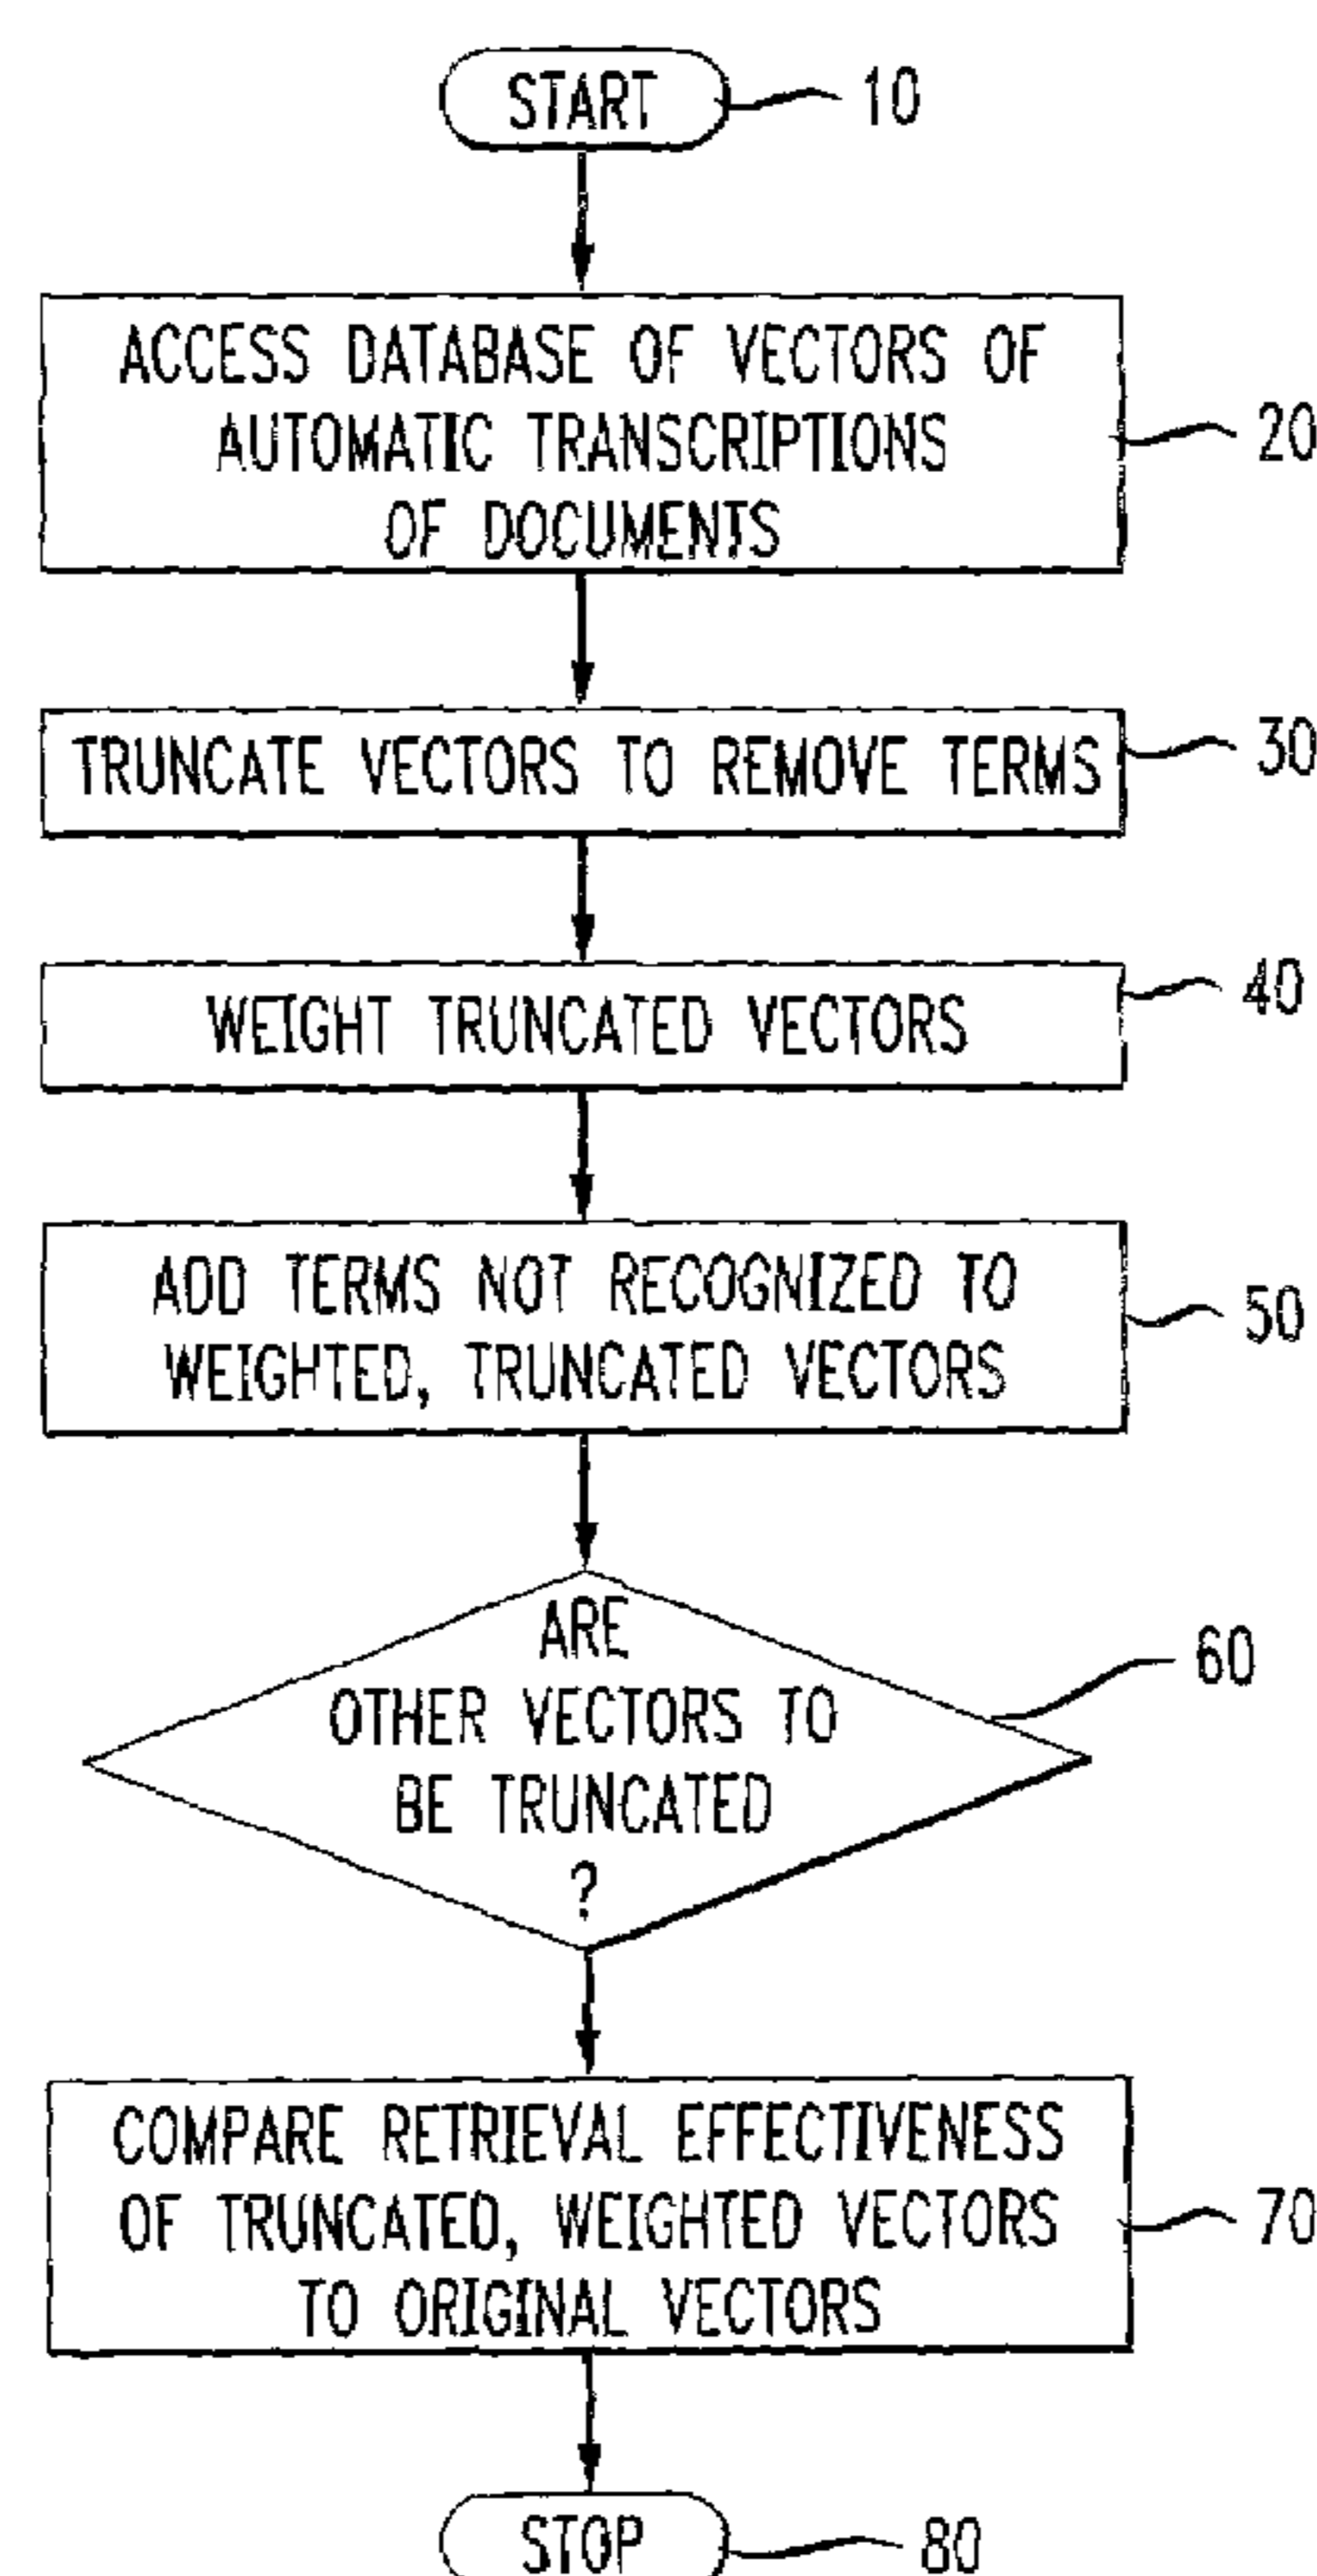 START
10
ACCESS DATABASE OF VECTORS OF
AUTOMATIC TRANSCRIPTIONS
OF DOCUMENTS
20
TRUNCATE VECTORS TO REMOVE TERMS
30
WEIGHT TRUNCATED VECTORS
40
ADD TERMS NOT RECOGNIZED TO
WEIGHTED, TRUNCATED VECTORS
50
ARE
OTHER VECTORS TO
BE TRUNCATED
?
60
COMPARE RETRIEVAL EFFECTIVENESS
OF TRUNCATED, WEIGHTED VECTORS
TO ORIGINAL VECTORS
70
STOP
80